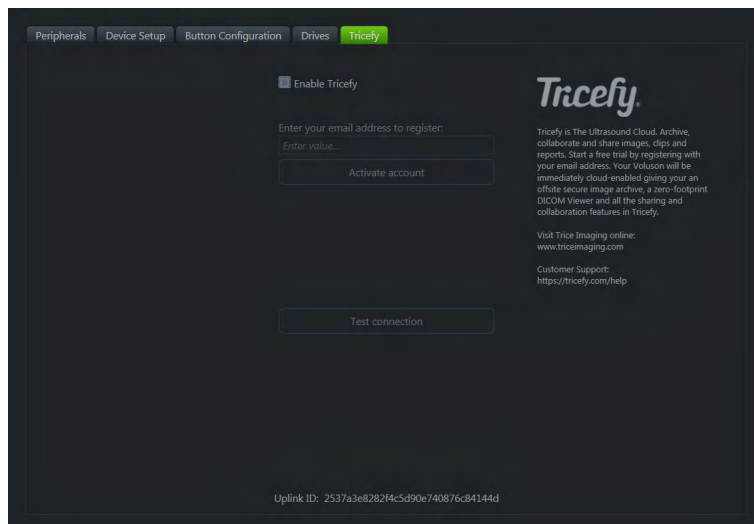 Peripherals Device Setup Button Configuration Drives Tricefy
Enable Tricefy
Enter your email address to register:
Enter value...
Activate account
Test connection
Tricefy®
Tricefy is The Ultrasound Cloud. Archive,
collaborate and share images, clips and
reports. Start a free trial by registering with
your email address. Your Voluson will be
immediately cloud-enabled giving your an
offsite secure image archive, a zero-footprint
DICOM Viewer and all the sharing and
collaboration features in Tricefy.
Visit Trice Imaging online:
www.triceimaging.com
Customer Support:
https://tricefy.com/help
Uplink ID: 2537a3e8282f4c5d90e740876c84144d